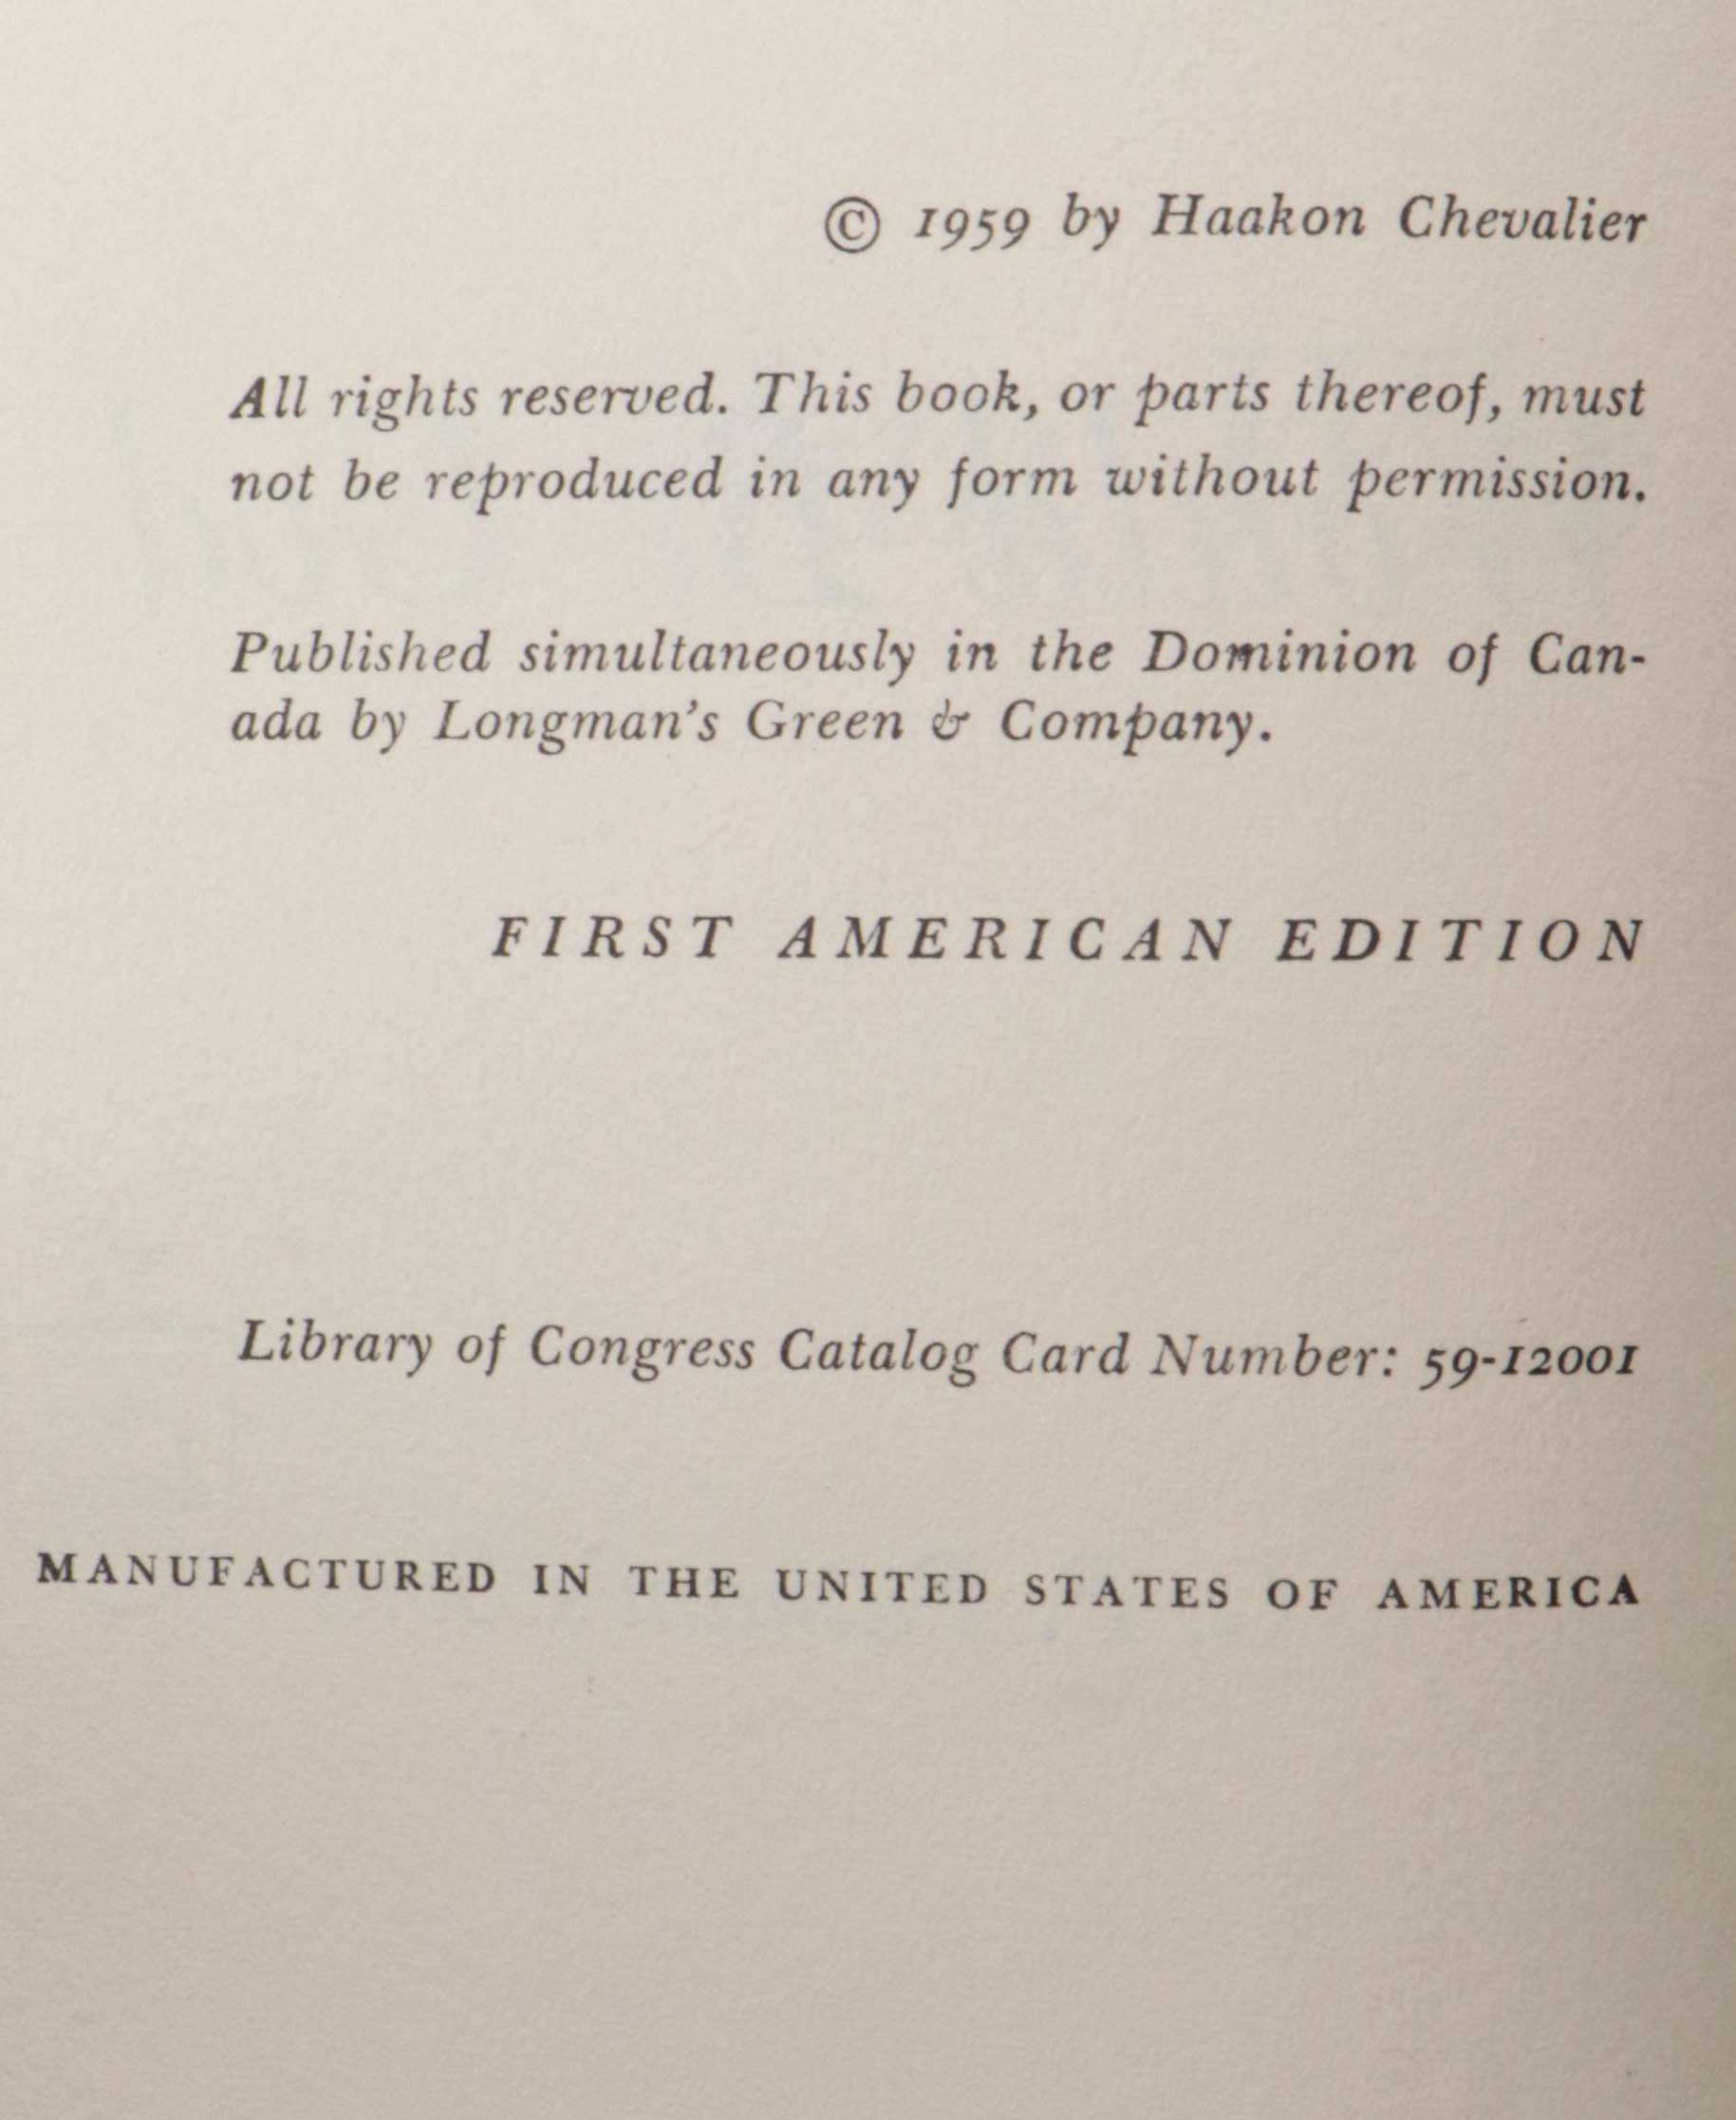 © 1959 by Haakon Chevalier
All rights reserved. This book, or parts thereof, must
not be reproduced in any form without permission.
Published simultaneously in the Dominion of Can-
ada by Longman's Green & Company.
FIRST AMERICAN EDITION
Library of Congress Catalog Card Number: 59-12001
MANUFACTURED IN THE UNITED STATES OF AMERICA